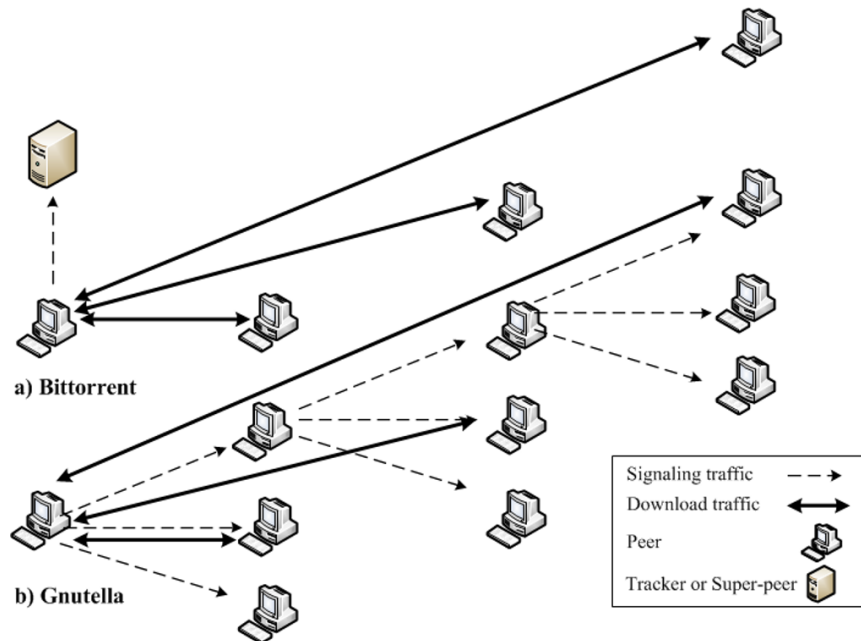 a) Bittorrent
b) Gnutella
Signaling traffic
Download traffic
Peer
Tracker or Super-peer